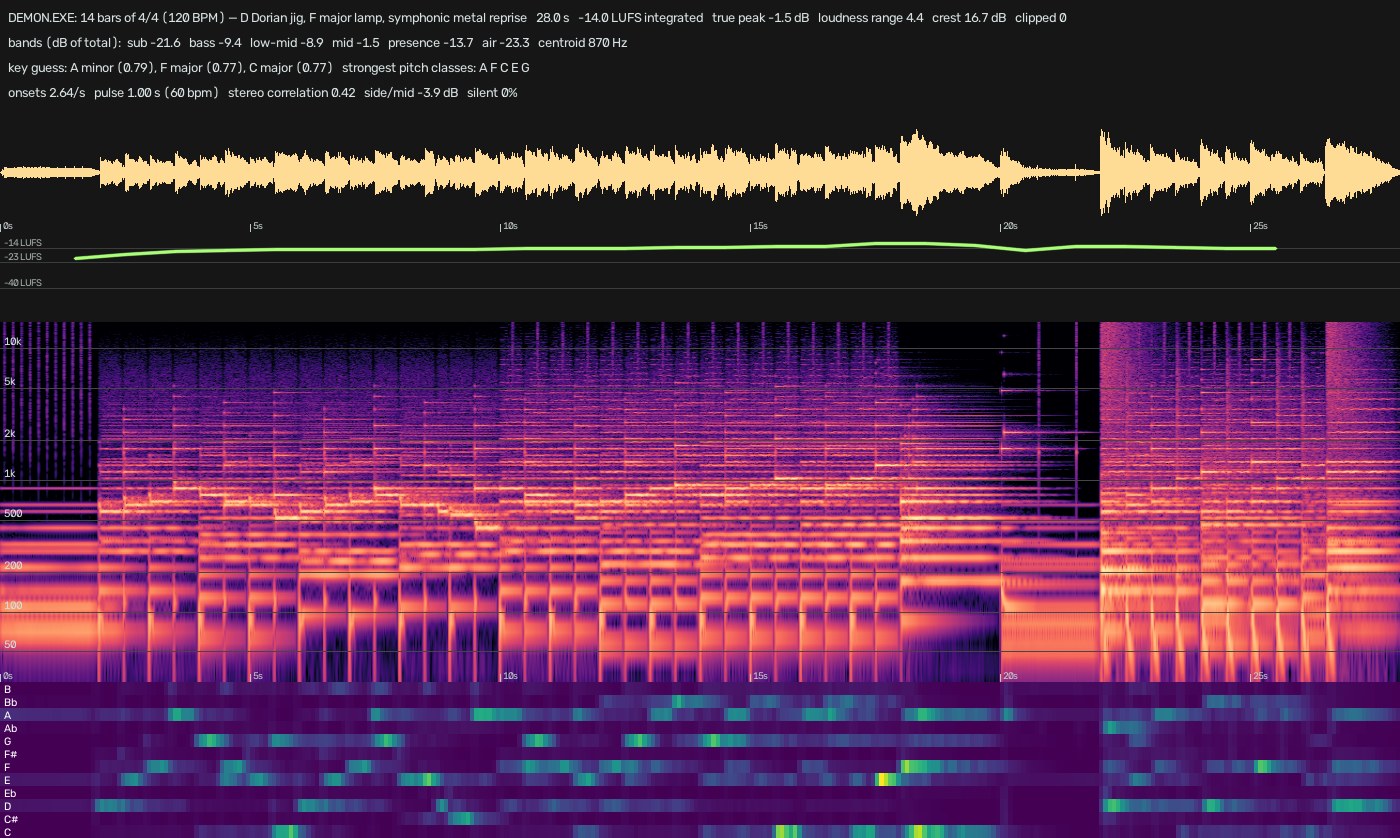 DEMON.EXE: 14 bars of 4/4 (120 BPM) — D Dorian jig, F major lamp, symphonic metal reprise 28.0 s -14.0 LUFS integrated true peak -1.5 dB loudness range 4.4 crest 16.7 dB clipped 0
bands (dB of total): sub -21.6 bass -9.4 low-mid -8.9 mid -1.5 presence -13.7 air -23.3 centroid 870 Hz
key guess: A minor (0.79), F major (0.77), C major (0.77) strongest pitch classes: A F C E G
onsets 2.64/s pulse 1.00 s (60 bpm) stereo correlation 0.42 side/mid -3.9 dB silent 0%
0s 5s 10s 15s 20s 25s
-14 LUFS
-23 LUFS
-40 LUFS
10k
5k
2k
1k
500
200
100
50
0s 5s 10s 15s 20s 25s
B
Bb
A
Ab
G
F#
F
E
Eb
D
C#
C